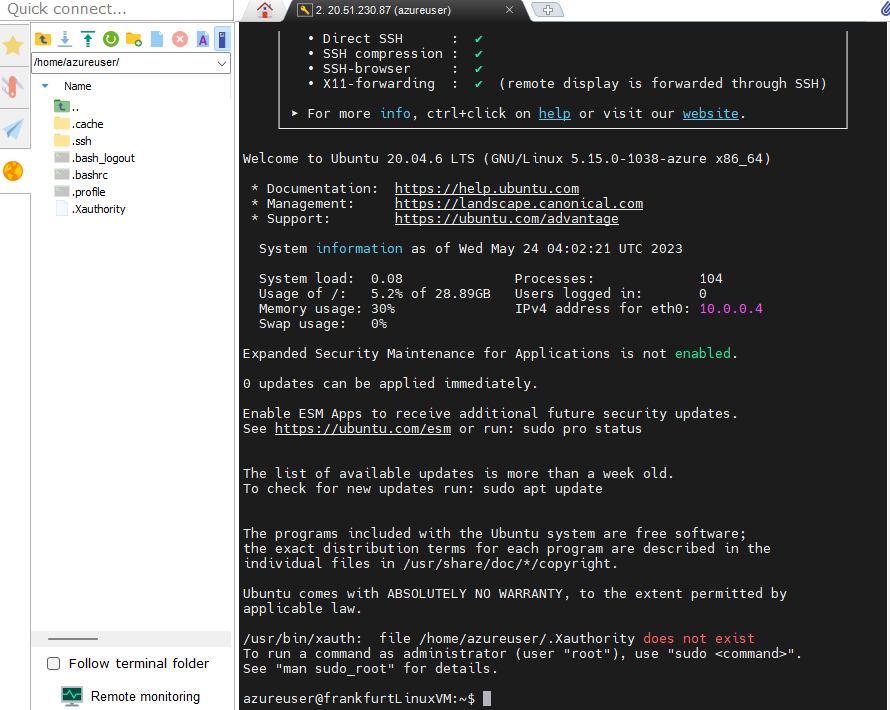 Quick connect...
2. 20.51.230.87 (azureuser)
/home/azureuser/
Name
..
.cache
.ssh
.bash_logout
.bashrc
.profile
.Xauthority
Follow terminal folder
Remote monitoring
• Direct SSH : ✔
• SSH compression : ✔
• SSH-browser : ✔
• X11-forwarding : ✔ (remote display is forwarded through SSH)
➤ For more info, ctrl+click on help or visit our website.
Welcome to Ubuntu 20.04.6 LTS (GNU/Linux 5.15.0-1038-azure x86_64)
* Documentation: https://help.ubuntu.com
* Management: https://landscape.canonical.com
* Support: https://ubuntu.com/advantage
System information as of Wed May 24 04:02:21 UTC 2023
System load: 0.08 Processes: 104
Usage of /: 5.2% of 28.89GB Users logged in: 0
Memory usage: 30% IPv4 address for eth0: 10.0.0.4
Swap usage: 0%
Expanded Security Maintenance for Applications is not enabled.
0 updates can be applied immediately.
Enable ESM Apps to receive additional future security updates.
See https://ubuntu.com/esm or run: sudo pro status
The list of available updates is more than a week old.
To check for new updates run: sudo apt update
The programs included with the Ubuntu system are free software;
the exact distribution terms for each program are described in the
individual files in /usr/share/doc/*/copyright.
Ubuntu comes with ABSOLUTELY NO WARRANTY, to the extent permitted by
applicable law.
/usr/bin/xauth: file /home/azureuser/.Xauthority does not exist
To run a command as administrator (user "root"), use "sudo <command>".
See "man sudo_root" for details.
azureuser@frankfurtLinuxVM:~$